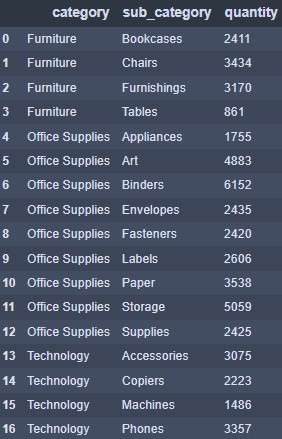 category sub_category quantity
0 Furniture Bookcases 2411
1 Furniture Chairs 3434
2 Furniture Furnishings 3170
3 Furniture Tables 861
4 Office Supplies Appliances 1755
5 Office Supplies Art 4883
6 Office Supplies Binders 6152
7 Office Supplies Envelopes 2435
8 Office Supplies Fasteners 2420
9 Office Supplies Labels 2606
10 Office Supplies Paper 3538
11 Office Supplies Storage 5059
12 Office Supplies Supplies 2425
13 Technology Accessories 3075
14 Technology Copiers 2223
15 Technology Machines 1486
16 Technology Phones 3357